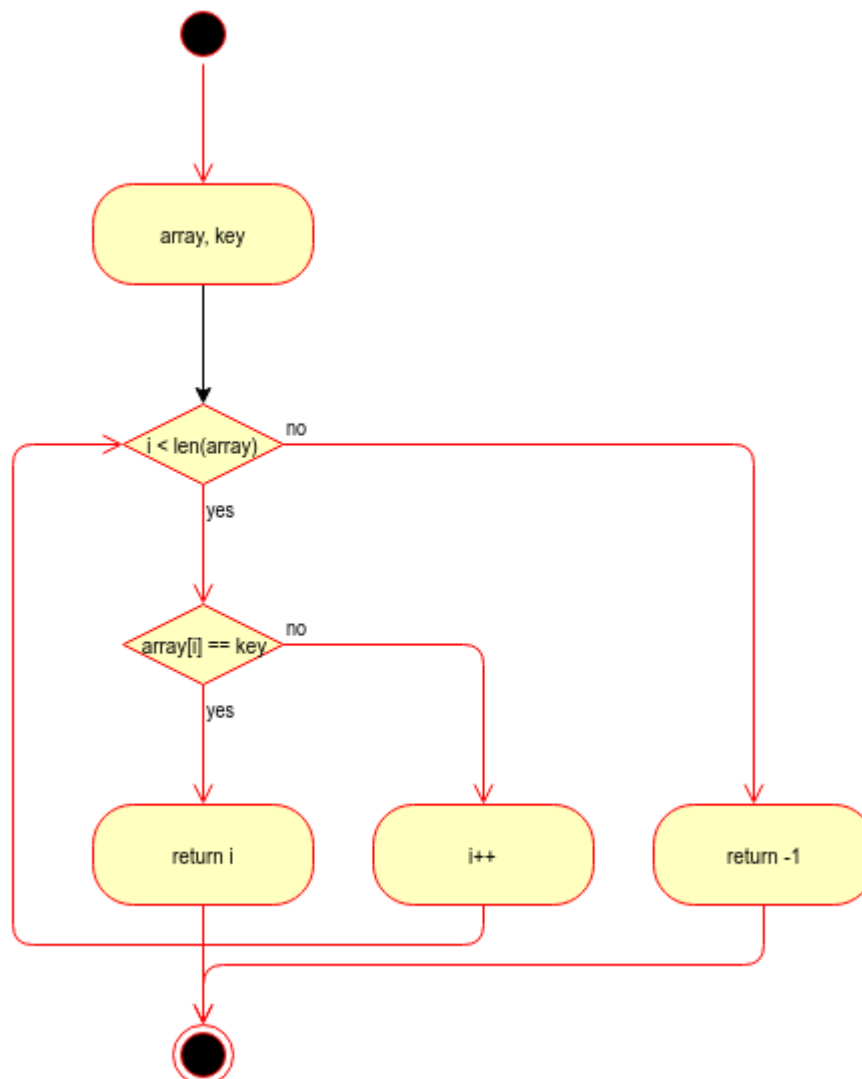 array, key
i < len(array)
no
yes
array[i] == key
no
yes
return i
i++
return -1